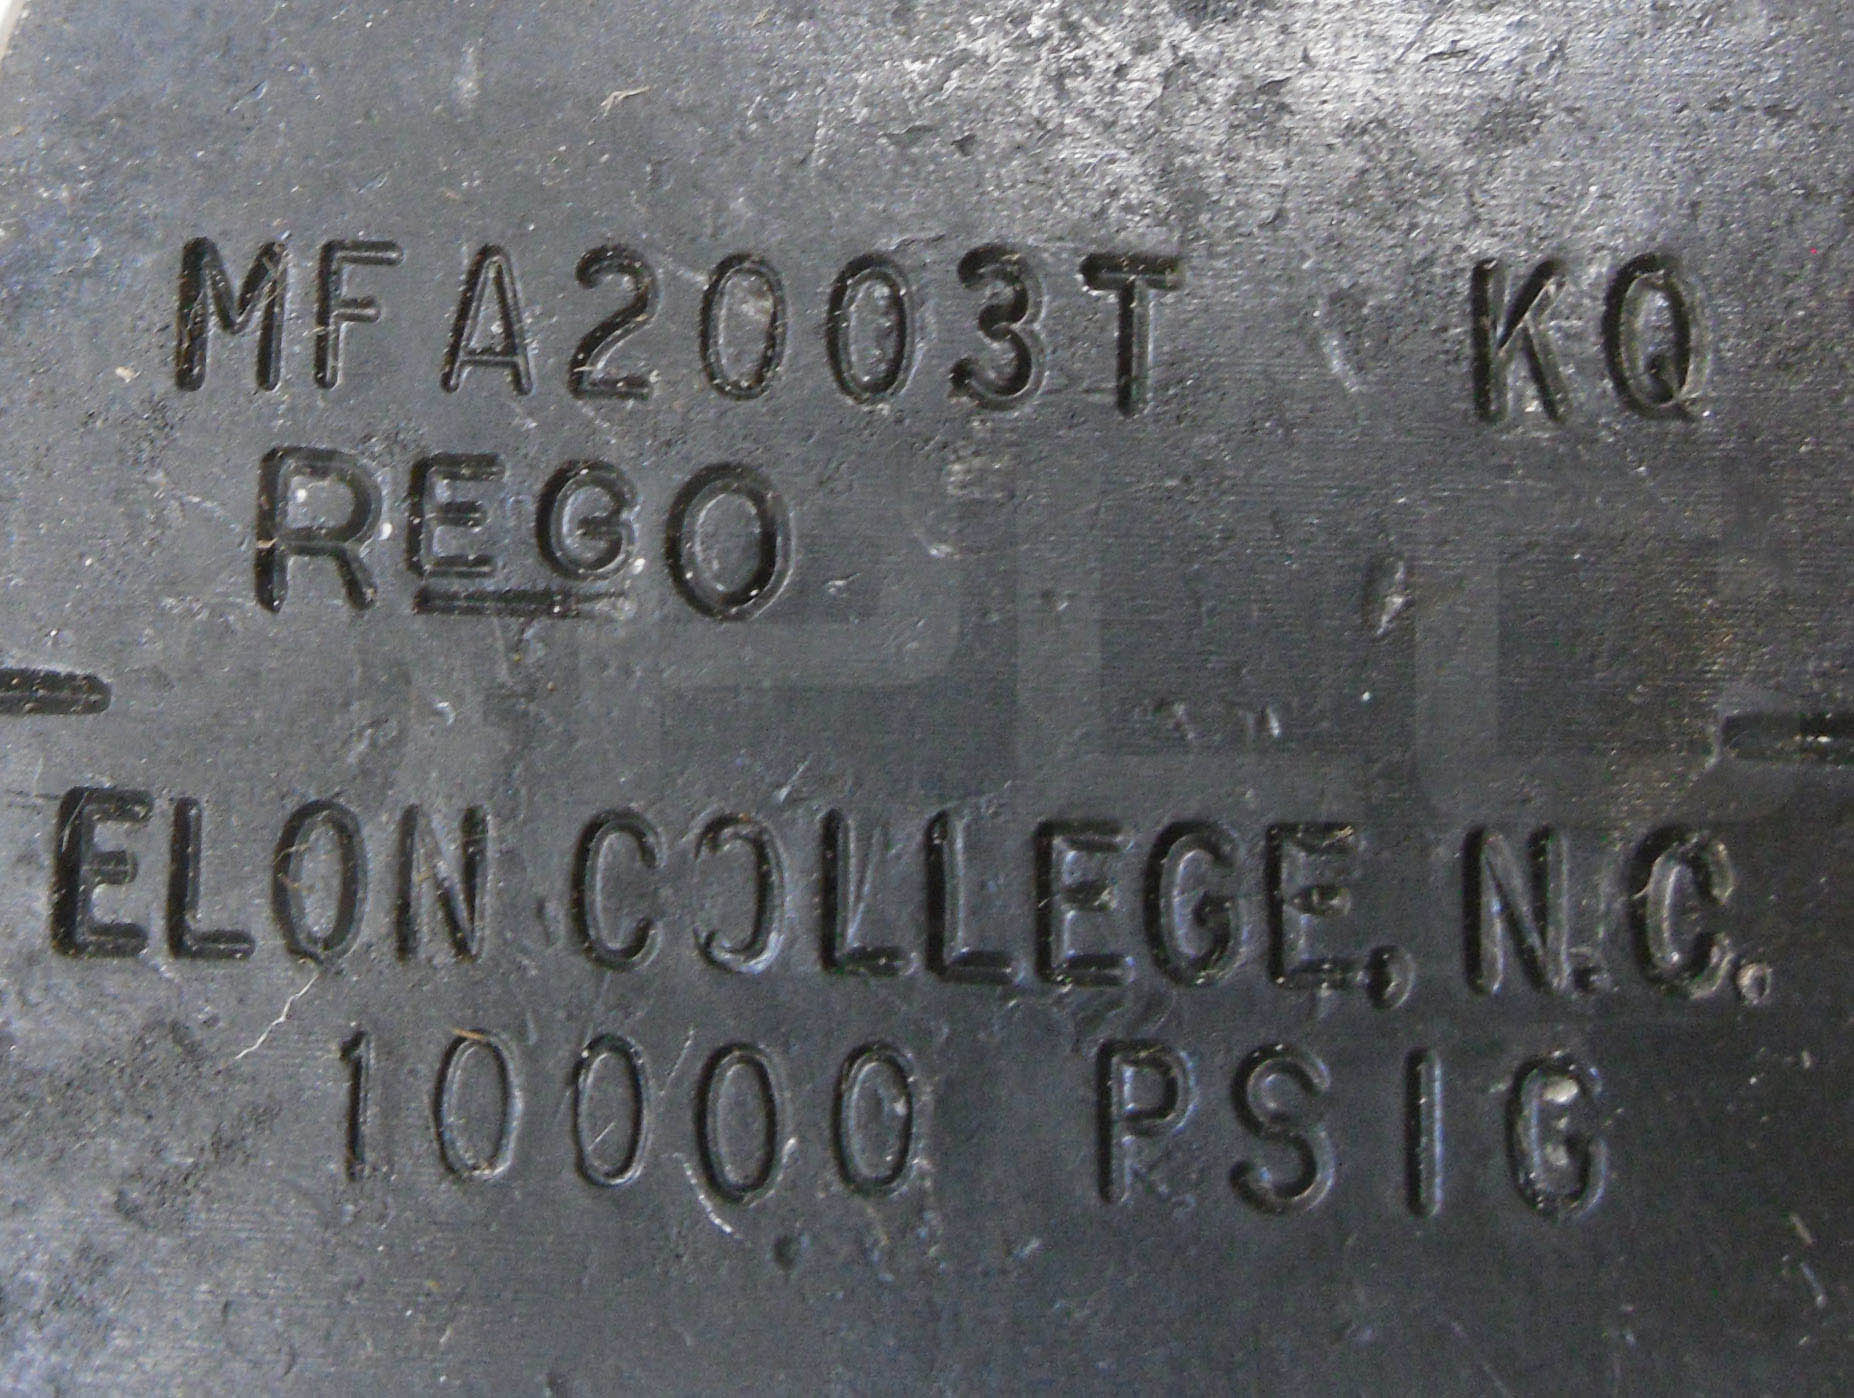 MFA2003T KQ
REGO
ELON COLLEGE, N.C.
10000 PSIG